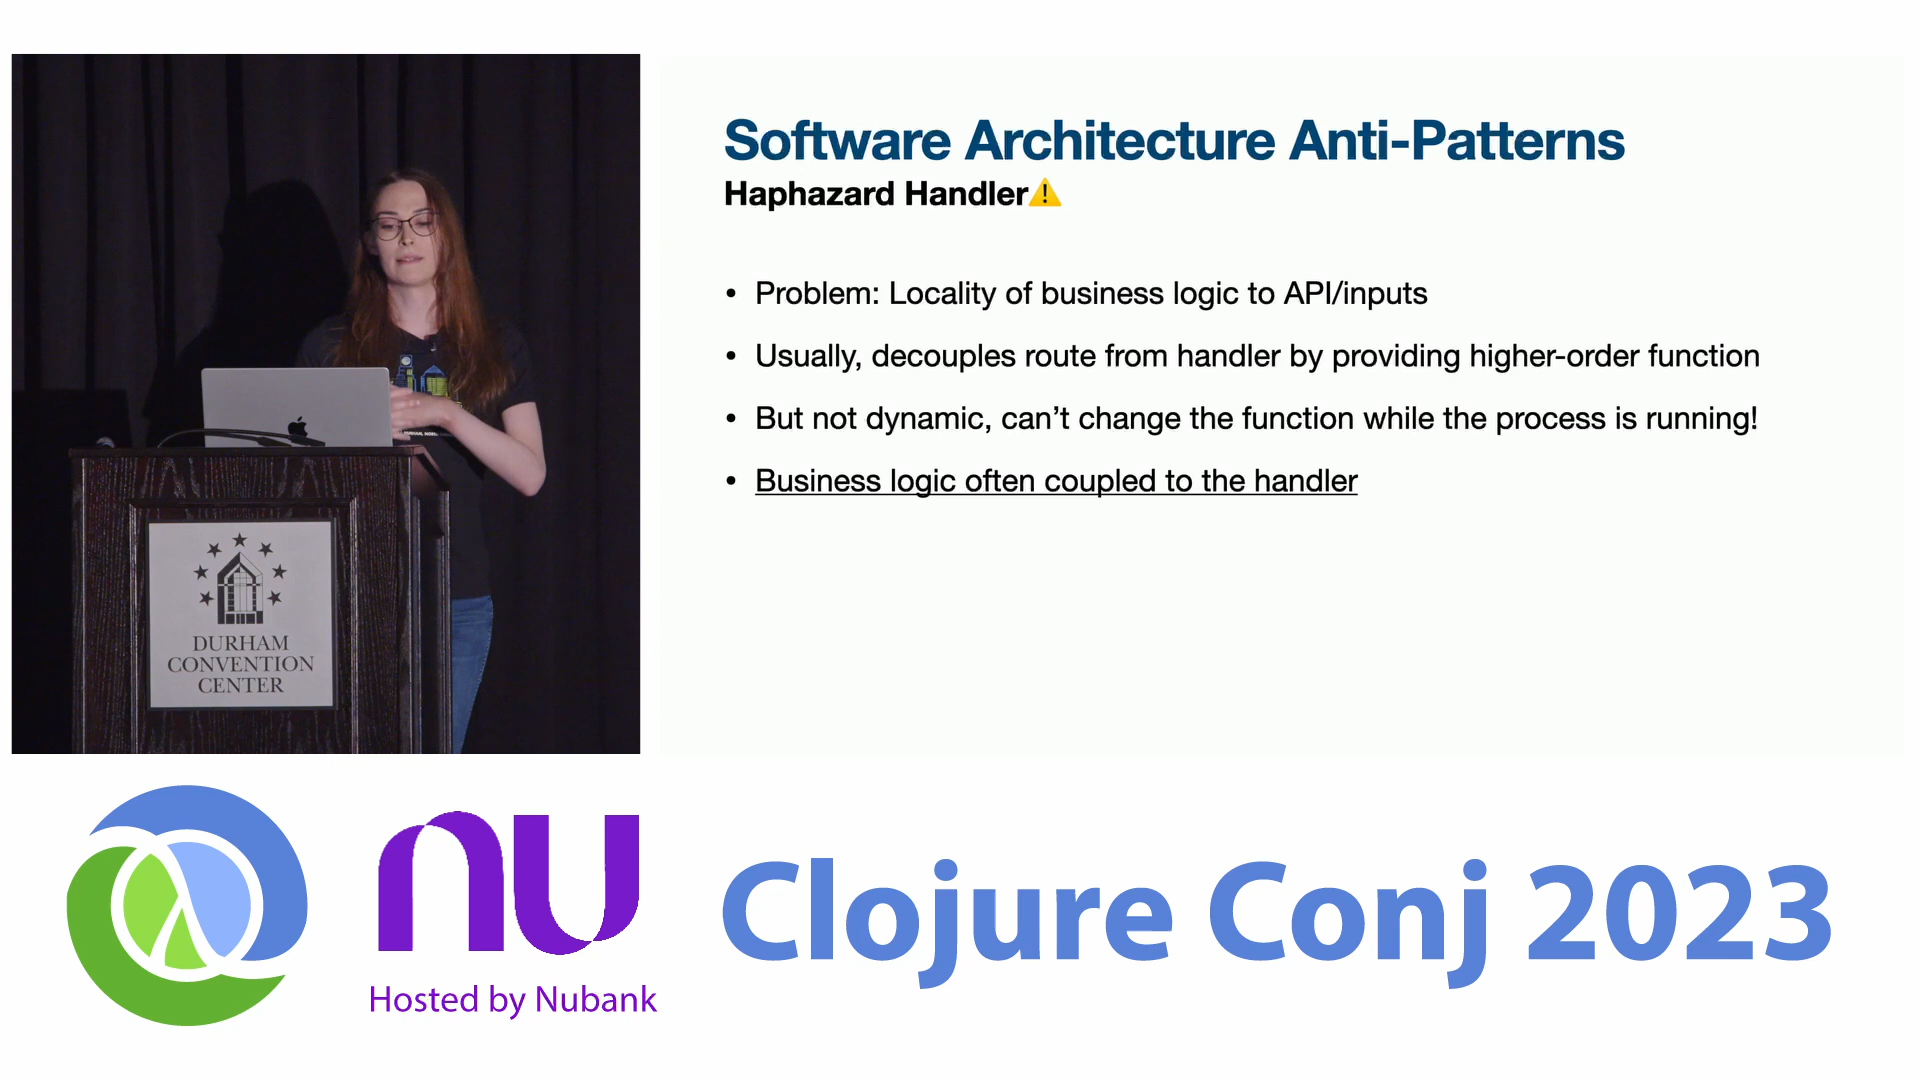 Software Architecture Anti-Patterns
Haphazard Handler⚠️
• Problem: Locality of business logic to API/inputs
• Usually, decouples route from handler by providing higher-order function
• But not dynamic, can’t change the function while the process is running!
• Business logic often coupled to the handler
DURHAM
CONVENTION
CENTER
nu
Hosted by Nubank
Clojure Conj 2023